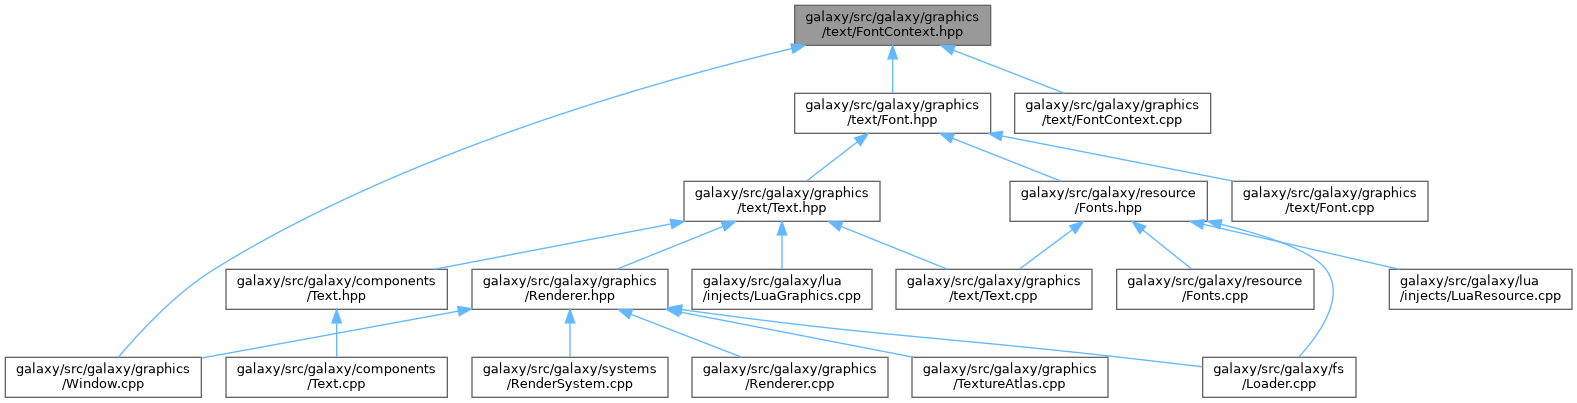 galaxy/src/galaxy/graphics
/text/FontContext.hpp
galaxy/src/galaxy/graphics
/text/Font.hpp
galaxy/src/galaxy/graphics
/text/FontContext.cpp
galaxy/src/galaxy/graphics
/text/Text.hpp
galaxy/src/galaxy/resource
/Fonts.hpp
galaxy/src/galaxy/graphics
/text/Font.cpp
galaxy/src/galaxy/components
/Text.hpp
galaxy/src/galaxy/graphics
/Renderer.hpp
galaxy/src/galaxy/lua
/injects/LuaGraphics.cpp
galaxy/src/galaxy/graphics
/text/Text.cpp
galaxy/src/galaxy/resource
/Fonts.cpp
galaxy/src/galaxy/lua
/injects/LuaResource.cpp
galaxy/src/galaxy/graphics
/Window.cpp
galaxy/src/galaxy/components
/Text.cpp
galaxy/src/galaxy/systems
/RenderSystem.cpp
galaxy/src/galaxy/graphics
/Renderer.cpp
galaxy/src/galaxy/graphics
/TextureAtlas.cpp
galaxy/src/galaxy/fs
/Loader.cpp